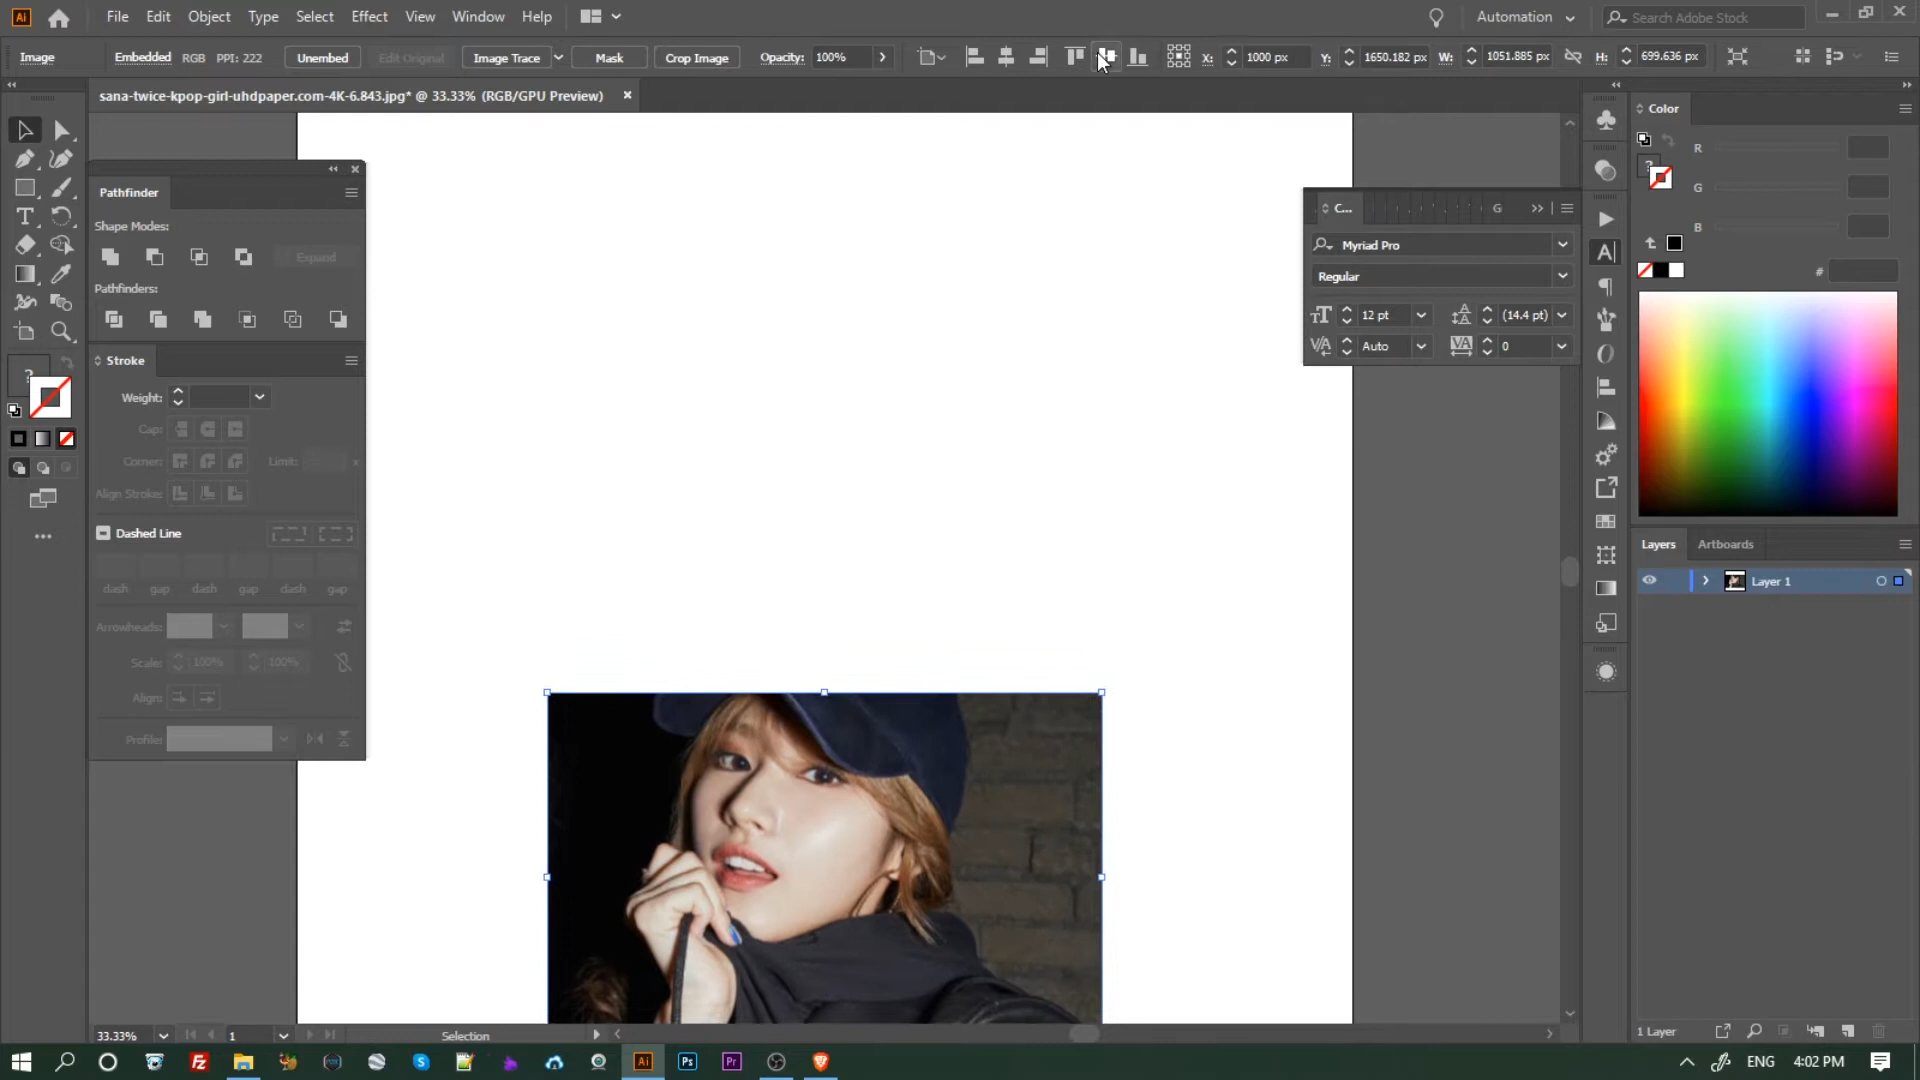 Ai File Edit Object Type Select Effect View Window Help Automation Search Adobe Stock
Image Embedded RGB PPI: 222 Unembed Edit Original Image Trace Mask Crop Image Opacity: 100% X: 1000 px Y: 1650.182 px W: 1051.885 px H: 699.636 px
sana-twice-kpop-girl-uhdpaper.com-4K-6.843.jpg* @ 33.33% (RGB/GPU Preview)
Pathfinder
Shape Modes:
Expand
Pathfinders:
Stroke
Weight:
Cap:
Corner: Limit: x
Align Stroke:
Dashed Line
dash gap dash gap dash gap
Arrowheads:
Scale: 100% 100%
Align:
Profile:
C... G
Myriad Pro
Regular
12 pt (14.4 pt)
Auto 0
Color
R
G
B
#
Layers Artboards
Layer 1
1 Layer
33.33% 1 Selection
Ai Ps Pr ENG 4:02 PM